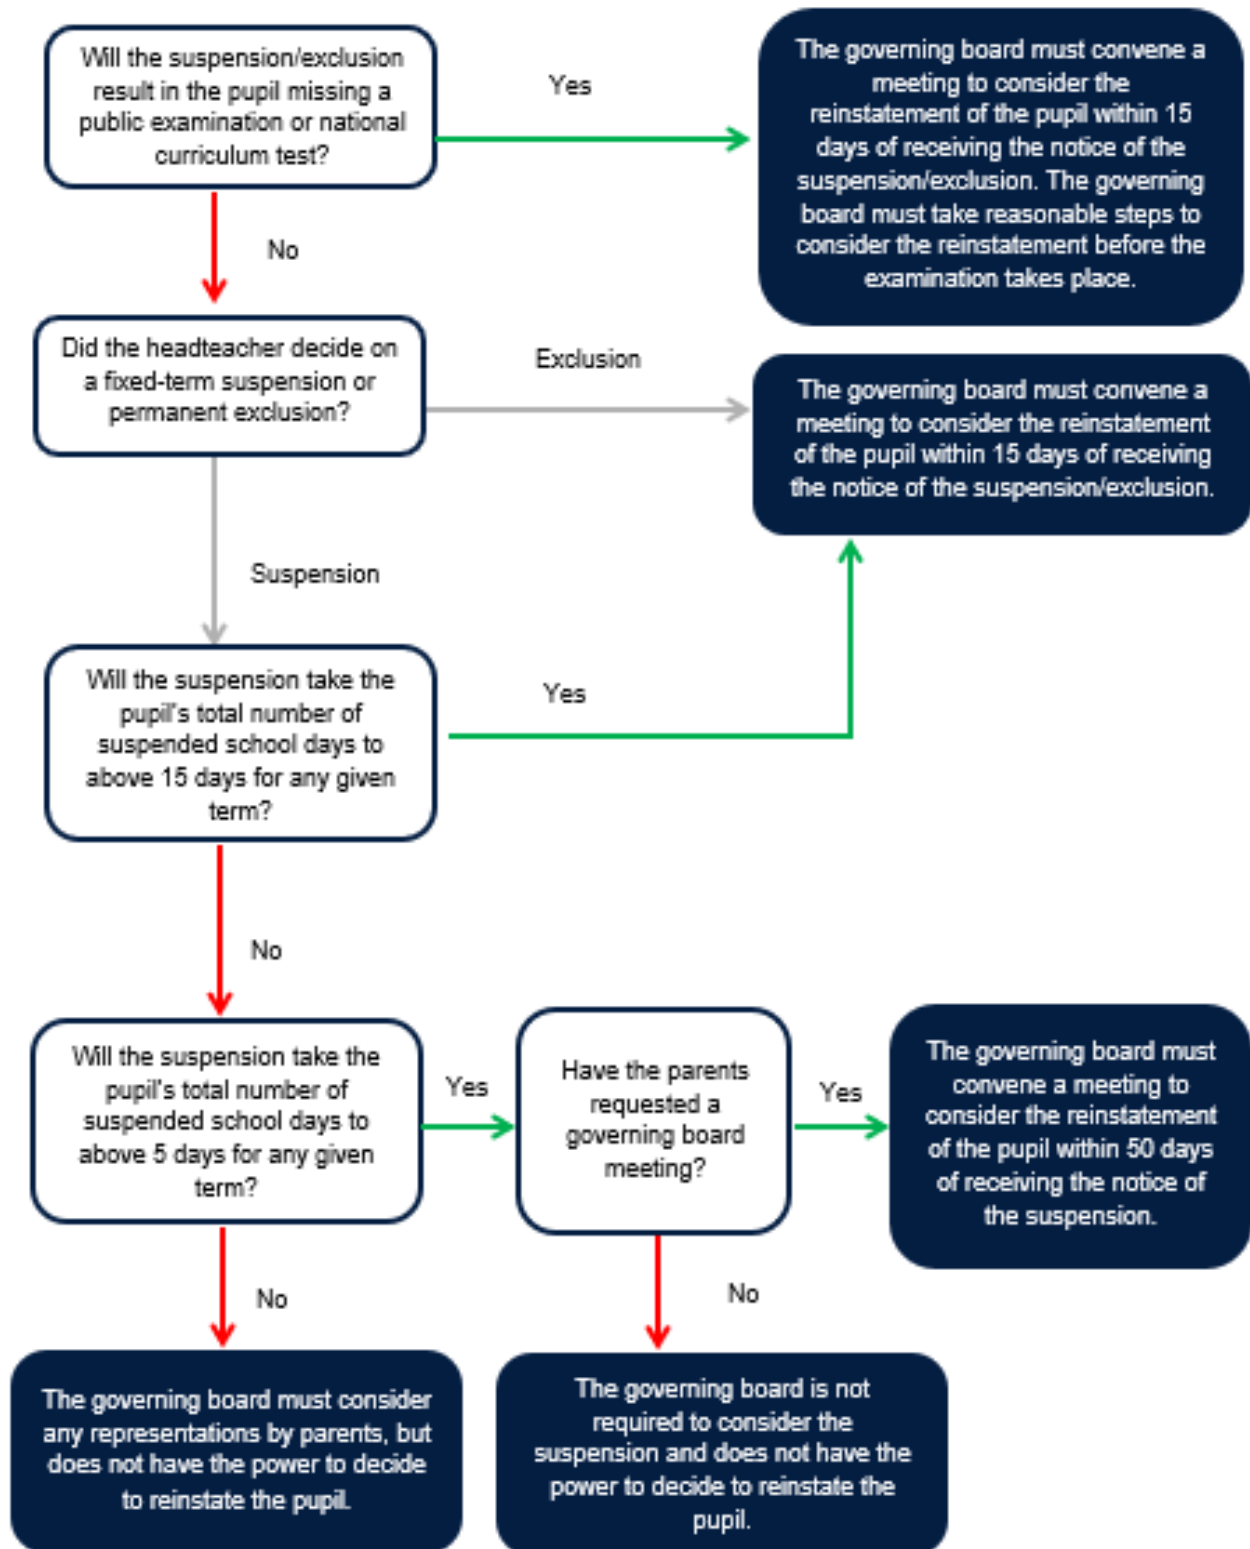 Will the suspension/exclusion
result in the pupil missing a
public examination or national
curriculum test?
Yes
The governing board must convene a
meeting to consider the
reinstatement of the pupil within 15
days of receiving the notice of the
suspension/exclusion. The governing
board must take reasonable steps to
consider the reinstatement before the
examination takes place.
No
Did the headteacher decide on
a fixed-term suspension or
permanent exclusion?
Exclusion
The governing board must convene a
meeting to consider the reinstatement
of the pupil within 15 days of receiving
the notice of the suspension/exclusion.
Suspension
Will the suspension take the
pupil's total number of
suspended school days to
above 15 days for any given
term?
Yes
No
Will the suspension take the
pupil's total number of
suspended school days to
above 5 days for any given
term?
Yes
Have the parents
requested a
governing board
meeting?
Yes
The governing board must
convene a meeting to
consider the reinstatement
of the pupil within 50 days
of receiving the notice of
the suspension.
No
No
The governing board must consider
any representations by parents, but
does not have the power to decide
to reinstate the pupil.
The governing board is not
required to consider the
suspension and does not have the
power to decide to reinstate the
pupil.